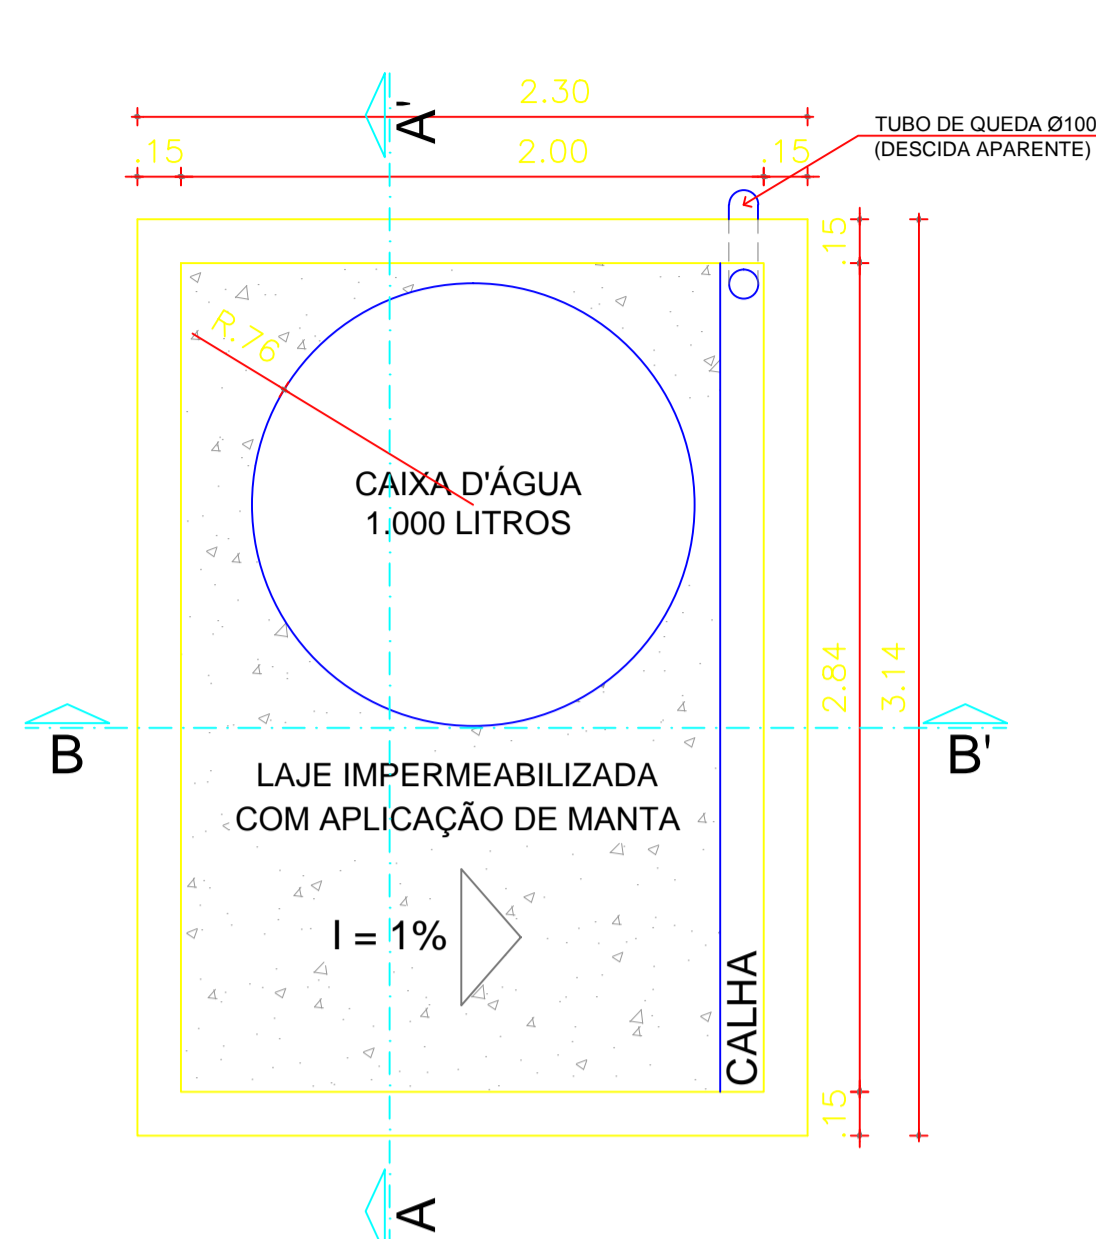 2.30
A'
TUBO DE QUEDA Ø100
(DESCIDA APARENTE)
.15
2.00
.15
.15
R.76
CAIXA D'ÁGUA
1.000 LITROS
2.84
3.14
B
B'
LAJE IMPERMEABILIZADA
COM APLICAÇÃO DE MANTA
I = 1%
CALHA
.15
A